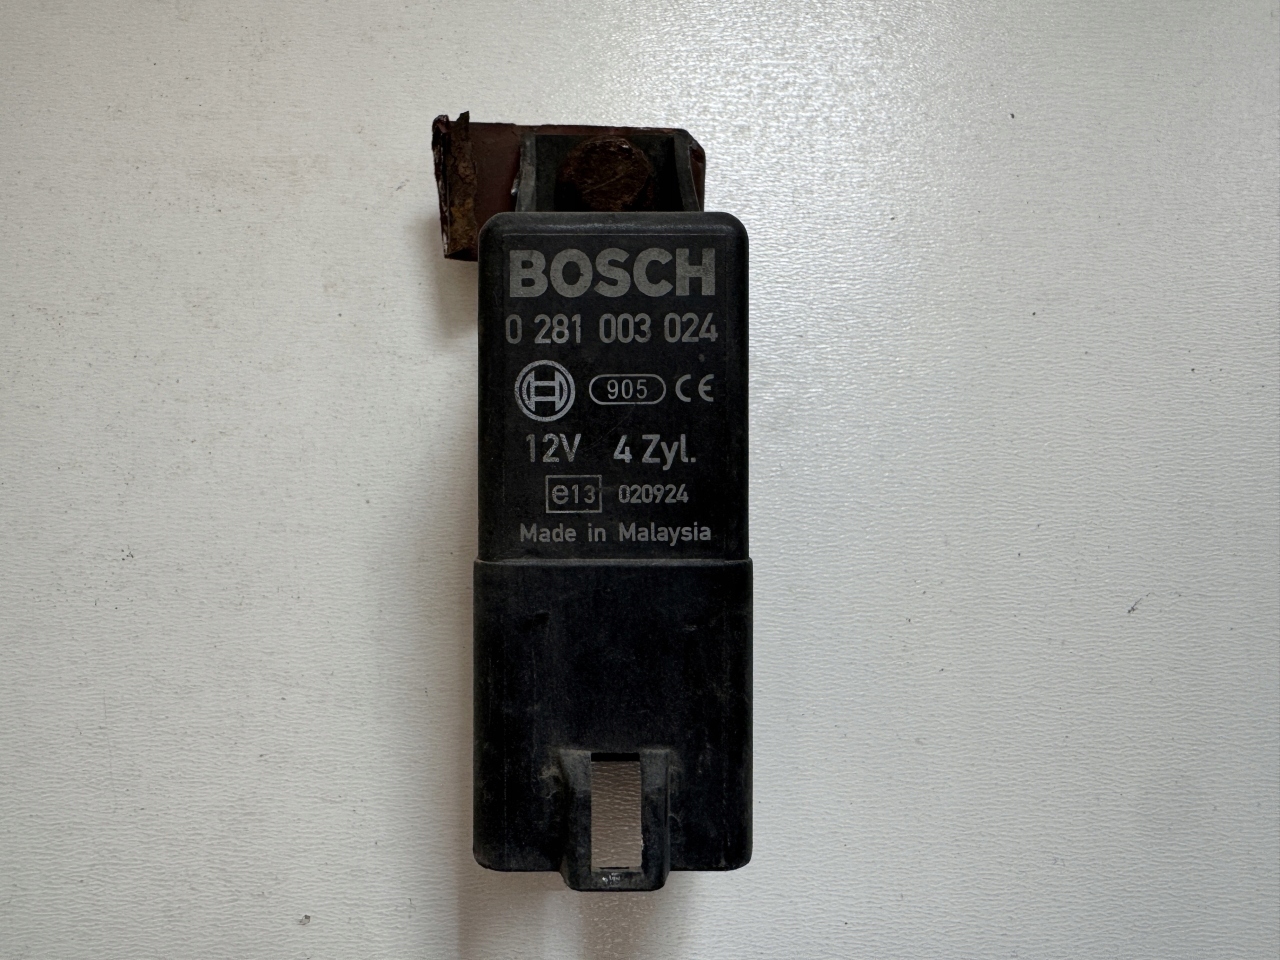 BOSCH
0 281 003 024
905 CE
12V 4 Zyl.
e13 020924
Made in Malaysia